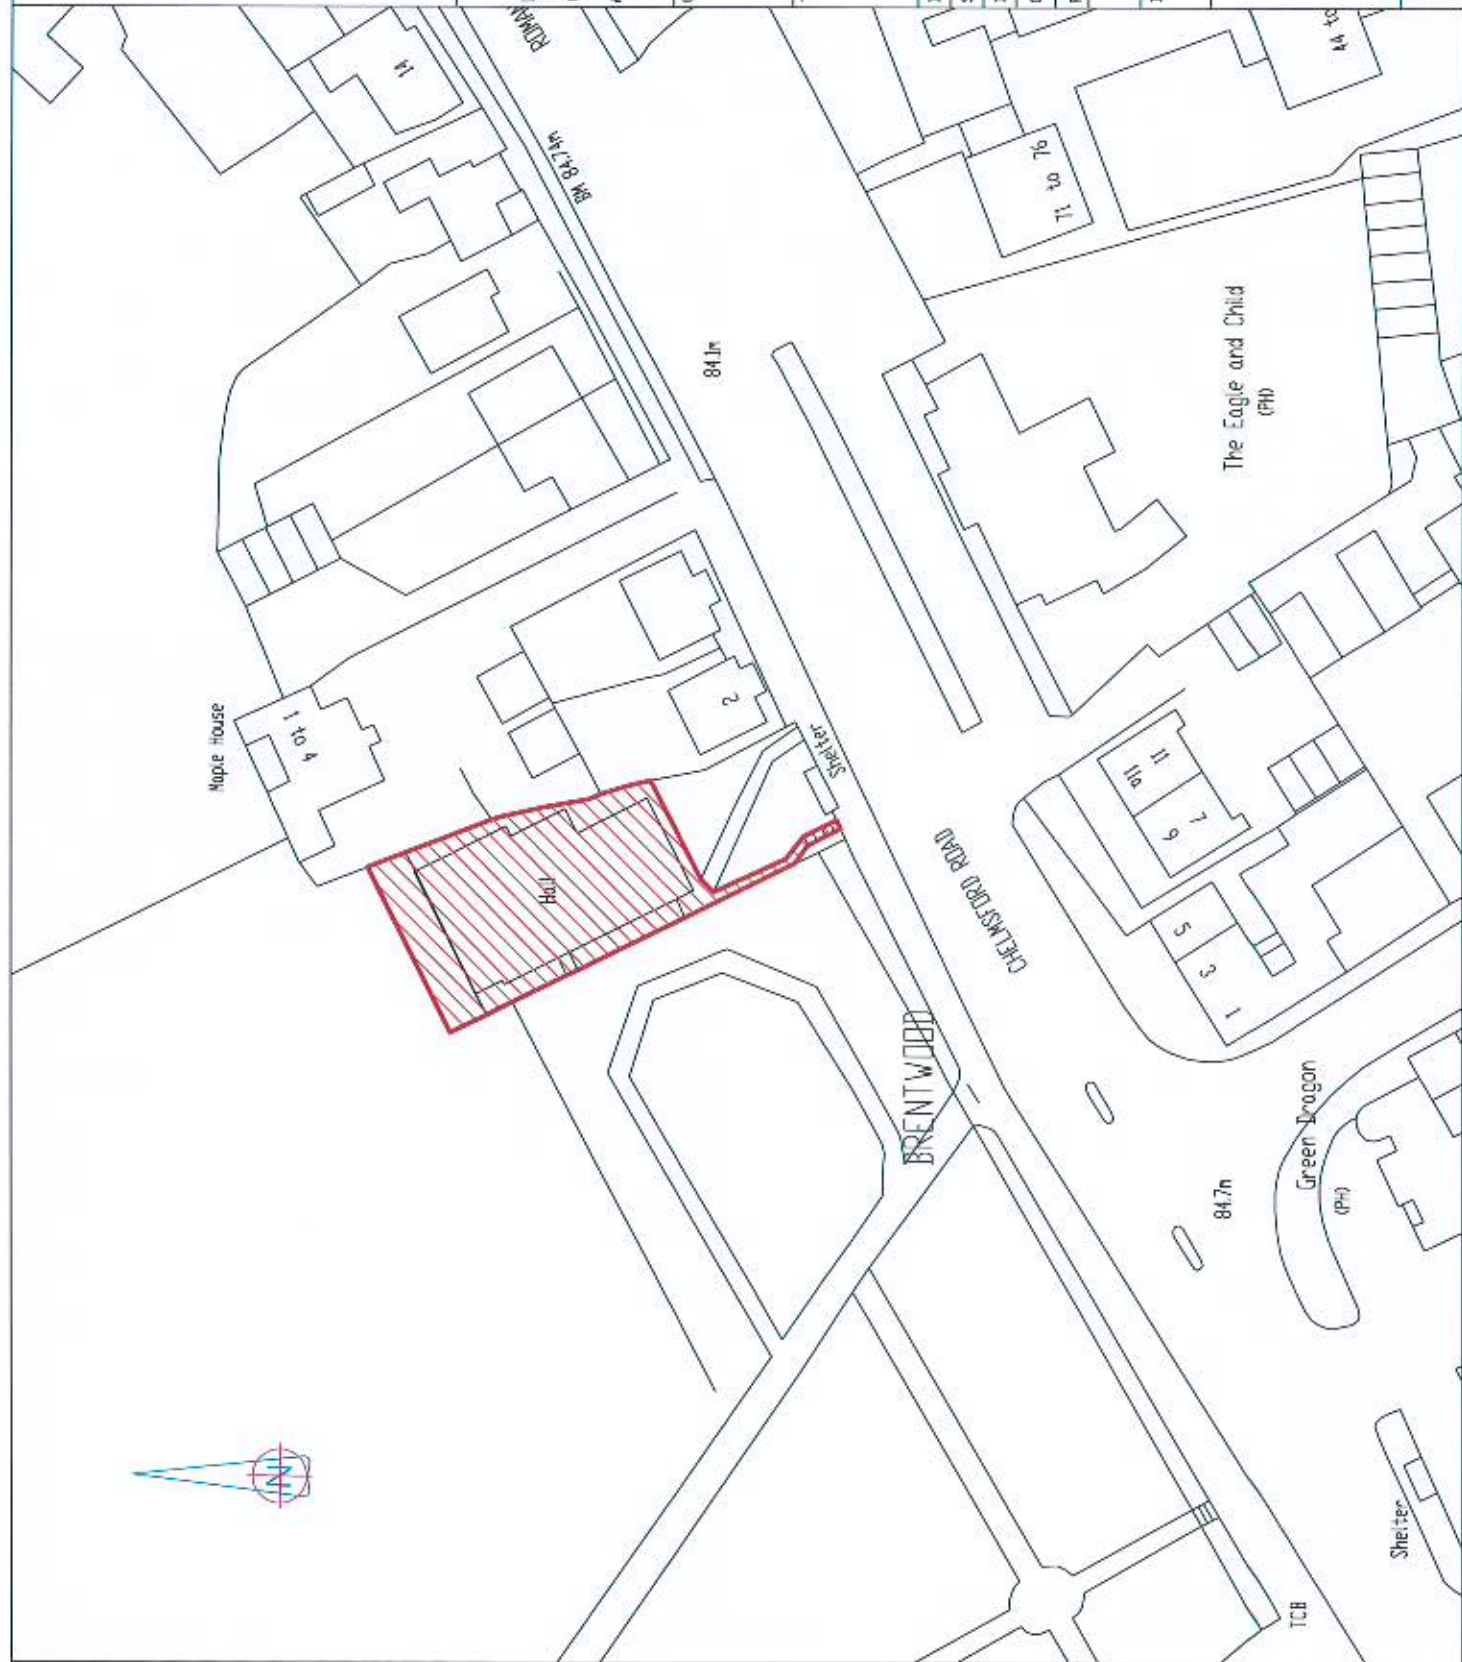 14
ROMAN
BM 84.74m
44 to
71 to 76
84.1m
The Eagle and Child
(PH)
Maple House
1 to 4
2
Shelter
Hall
11
11a
7
9
CHELMSFORD ROAD
5
3
1
BRENTWOOD
Green Dragon
(PH)
84.7m
N
Shelter
TCB